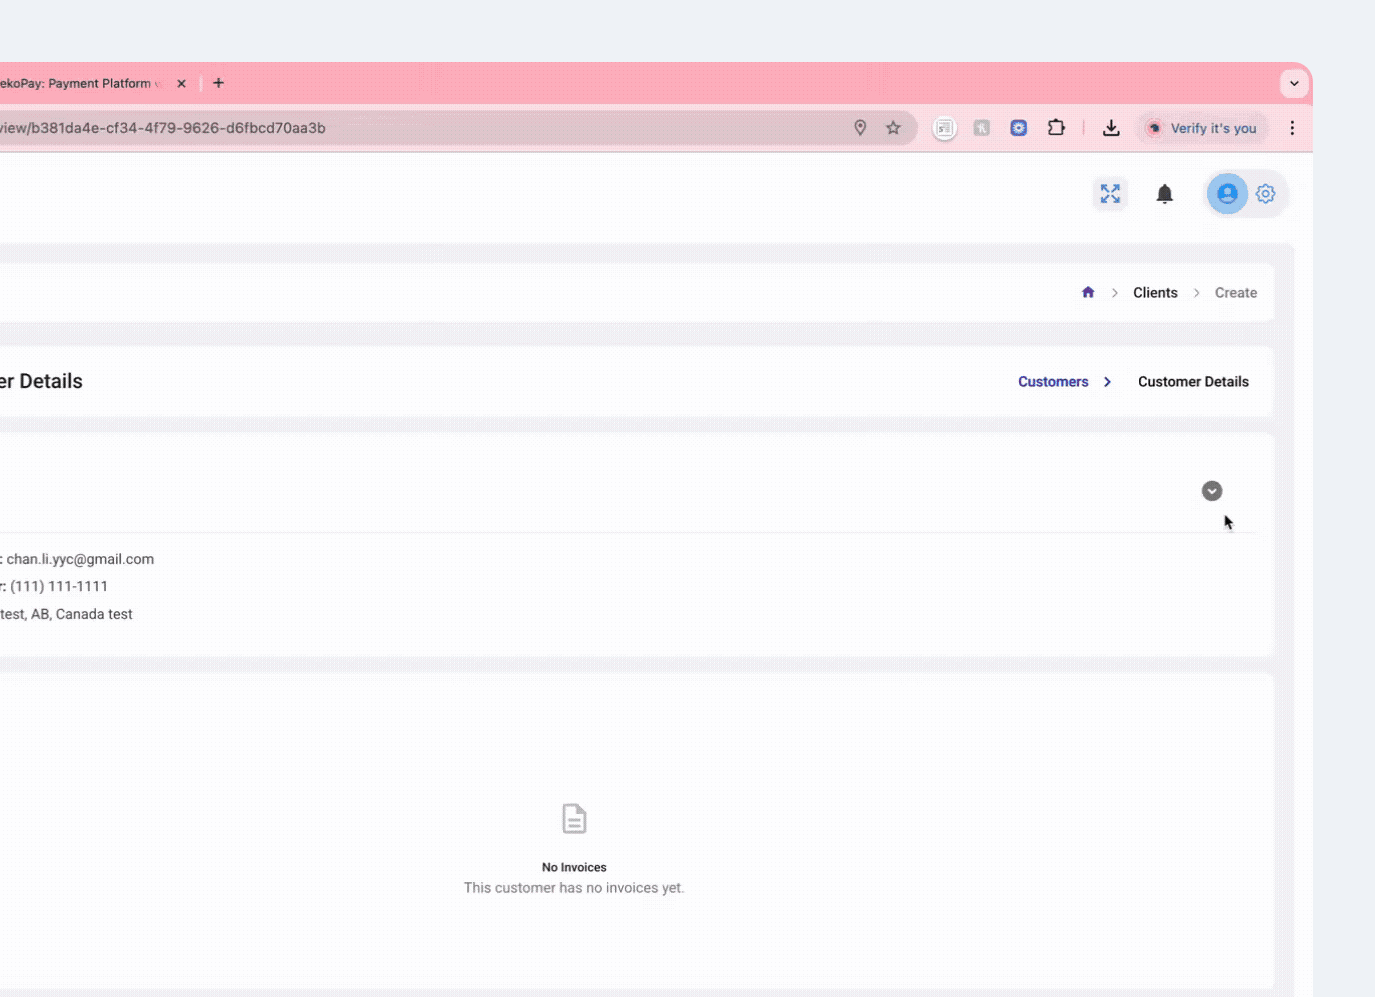 ekoPay: Payment Platform
view/b381da4e-cf34-4f79-9626-d6fbcd70aa3b
Verify it's you
Clients
Create
er Details
Customers
Customer Details
: chan.li.yyc@gmail.com
r: (111) 111-1111
test, AB, Canada test
No Invoices
This customer has no invoices yet.